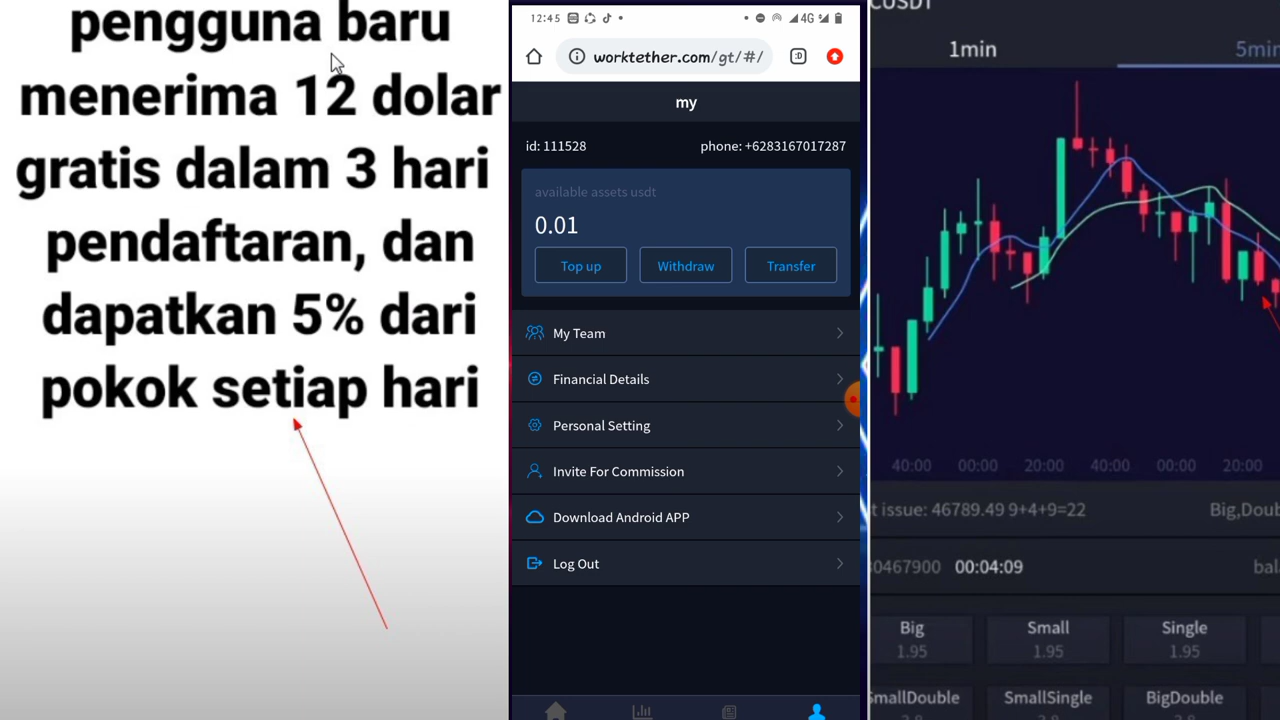 pengguna baru
menerima 12 dolar
gratis dalam 3 hari
pendaftaran, dan
dapatkan 5% dari
pokok setiap hari
12:45
4G
worktether.com/gt/#/
:D
my
id: 111528
phone: +6283167017287
available assets usdt
0.01
Top up
Withdraw
Transfer
My Team
Financial Details
Personal Setting
Invite For Commission
Download Android APP
Log Out
CUSDT
1min
5min
40:00 00:00 20:00 40:00 00:00 20:00
issue: 46789.49 9+4+9=22
Big,Doub
30467900 00:04:09
bal
Big
1.95
Small
1.95
Single
1.95
SmallDouble
SmallSingle
BigDouble